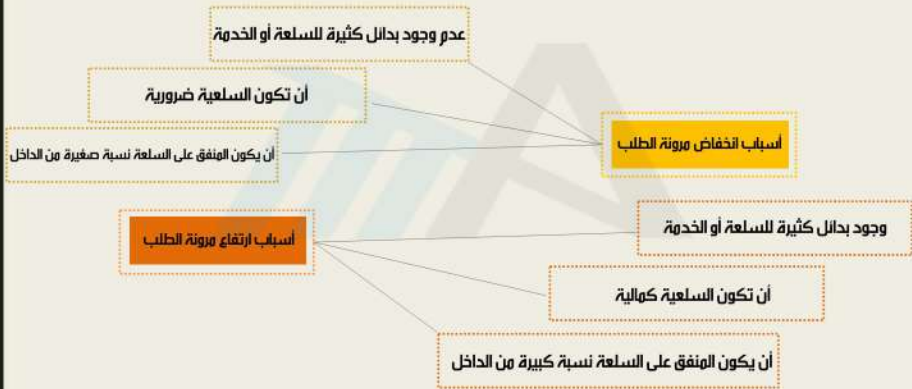 عدم وجود بدائل كثيرة للسلعة أو الخدمة
أن تكون السلعية ضرورية
أن يكون المنفق على السلعة نسبة صغيرة من الداخل
أسباب انخفاض مرونة الطلب
وجود بدائل كثيرة للسلعة أو الخدمة
أسباب ارتفاع مرونة الطلب
أن تكون السلعية كمالية
أن يكون المنفق على السلعة نسبة كبيرة من الداخل